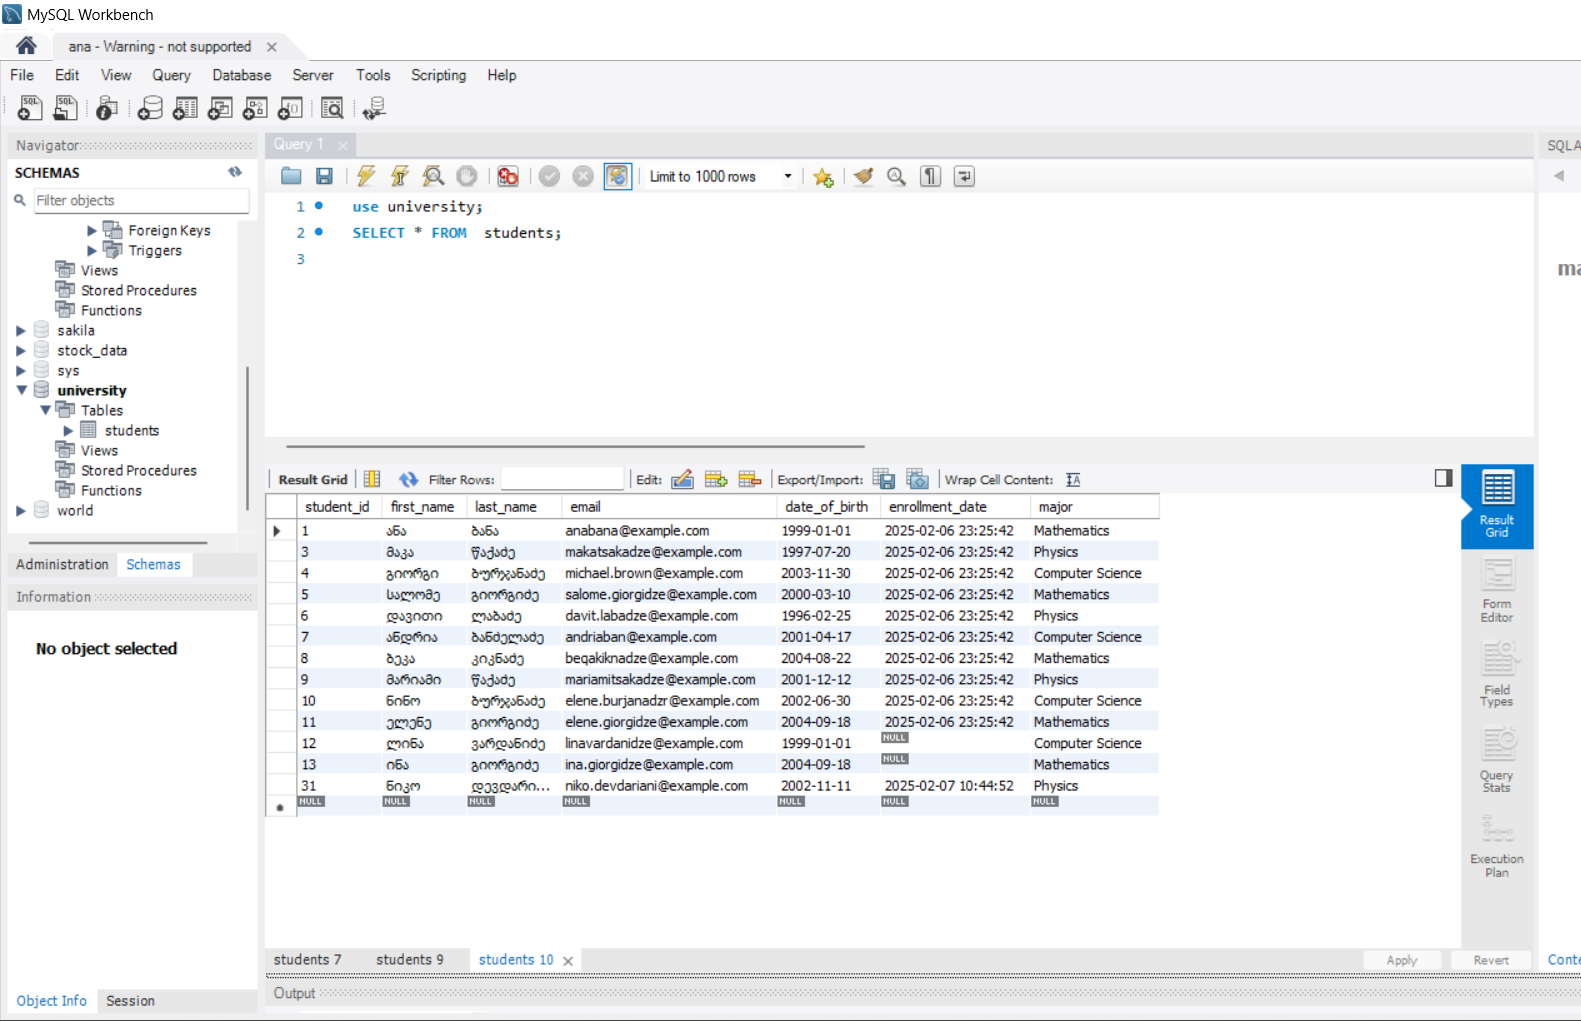 MySQL Workbench
ana - Warning - not supported
File Edit View Query Database Server Tools Scripting Help
Navigator
SCHEMAS
Filter objects
Foreign Keys
Triggers
Views
Stored Procedures
Functions
sakila
stock_data
sys
university
Tables
students
Views
Stored Procedures
Functions
world
Administration Schemas
Information
No object selected
Object Info Session
Query 1
Limit to 1000 rows
1 use university;
2 SELECT * FROM students;
3
Result Grid Filter Rows: Edit: Export/Import: Wrap Cell Content:
student_id first_name last_name email date_of_birth enrollment_date major
1 ანა ბანა anabana@example.com 1999-01-01 2025-02-06 23:25:42 Mathematics
3 მაკა წაქაძე makatsakadze@example.com 1997-07-20 2025-02-06 23:25:42 Physics
4 გიორგი ბურჯანაძე michael.brown@example.com 2003-11-30 2025-02-06 23:25:42 Computer Science
5 სალომე გიორგიძე salome.giorgidze@example.com 2000-03-10 2025-02-06 23:25:42 Mathematics
6 დავითი ლაბაძე davit.labadze@example.com 1996-02-25 2025-02-06 23:25:42 Physics
7 ანდრია ბანძელაძე andriaban@example.com 2001-04-17 2025-02-06 23:25:42 Computer Science
8 ბეკა კიკნაძე beqakiknadze@example.com 2004-08-22 2025-02-06 23:25:42 Mathematics
9 მარიამი წაქაძე mariamitsakadze@example.com 2001-12-12 2025-02-06 23:25:42 Physics
10 ნინო ბურჯანაძე elene.burjanadzr@example.com 2002-06-30 2025-02-06 23:25:42 Computer Science
11 ელენე გიორგიძე elene.giorgidze@example.com 2004-09-18 2025-02-06 23:25:42 Mathematics
12 ლინა ვარდანიძე linavardanidze@example.com 1999-01-01 NULL Computer Science
13 ინა გიორგიძე ina.giorgidze@example.com 2004-09-18 NULL Mathematics
31 ნიკო დევდარი... niko.devdariani@example.com 2002-11-11 2025-02-07 10:44:52 Physics
NULL NULL NULL NULL NULL NULL NULL
Result
Grid
Form
Editor
Field
Types
Query
Stats
Execution
Plan
students 7 students 9 students 10
Apply Revert
Output
SQLA
ma
Conte